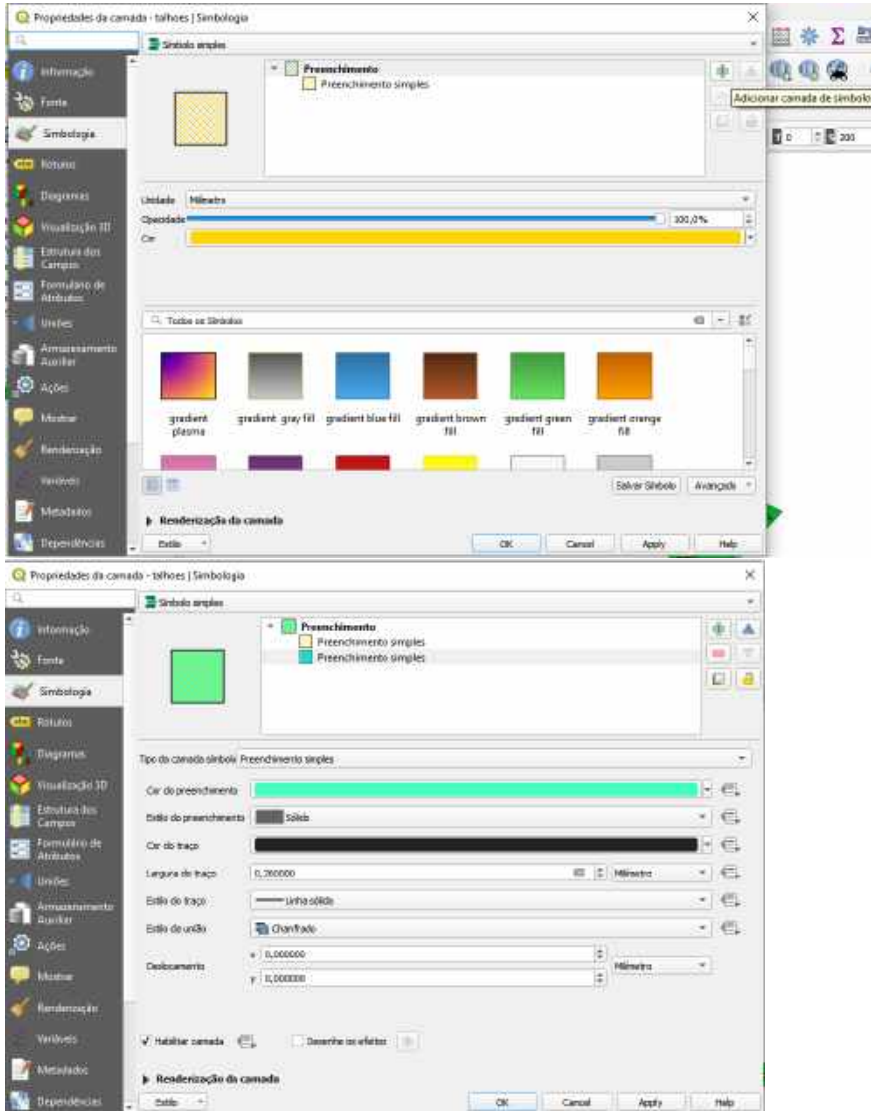 Propriedades da camada - talhoes | Simbologia
Símbolo simples
Informação
Fonte
Simbologia
Rótulos
Diagramas
Visualização 3D
Estrutura dos
Campos
Formulário de
Atributos
Uniões
Armazenamento
Auxiliar
Ações
Mostrar
Renderização
Variáveis
Metadados
Dependências
Preenchimento
Preenchimento simples
Adicionar camada de símbolo
0
200
Unidade Milímetro
Opacidade 100,0%
Cor
Todos os Símbolos
gradient
plasma
gradient gray fill
gradient blue fill
gradient brown
fill
gradient green
fill
gradient orange
fill
Salvar Símbolo Avançado
Renderização da camada
Estilo OK Cancel Apply Help
Propriedades da camada - talhoes | Simbologia
Símbolo simples
Informação
Fonte
Simbologia
Rótulos
Diagramas
Visualização 3D
Estrutura dos
Campos
Formulário de
Atributos
Uniões
Armazenamento
Auxiliar
Ações
Mostrar
Renderização
Variáveis
Metadados
Dependências
Preenchimento
Preenchimento simples
Preenchimento simples
Tipo da camada símbolo Preenchimento simples
Cor do preenchimento
Estilo do preenchimento Sólido
Cor do traço
Largura do traço 0,260000 Milímetro
Estilo do traço Linha sólida
Estilo de união Chanfrado
Deslocamento x 0,000000 Milímetro
y 0,000000
Habilitar camada Desenhe os efeitos
Renderização da camada
Estilo OK Cancel Apply Help